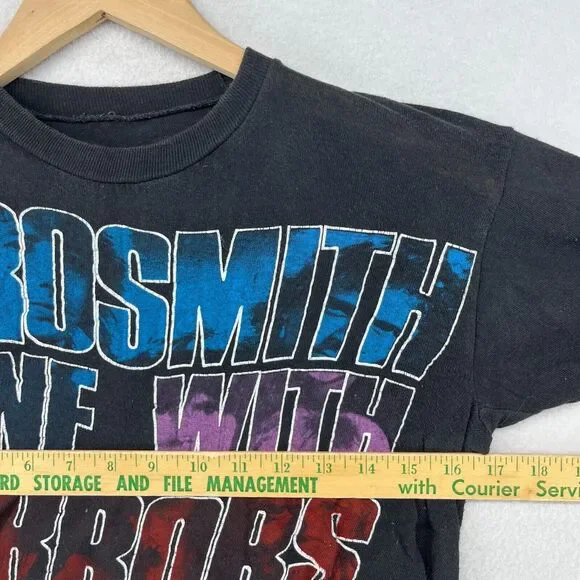 ROSMITH
NE WITH
6 7 8 9 10 11 12 13 14 15 16 17 18
RD STORAGE AND FILE MANAGEMENT with Courier Servi
RRORS